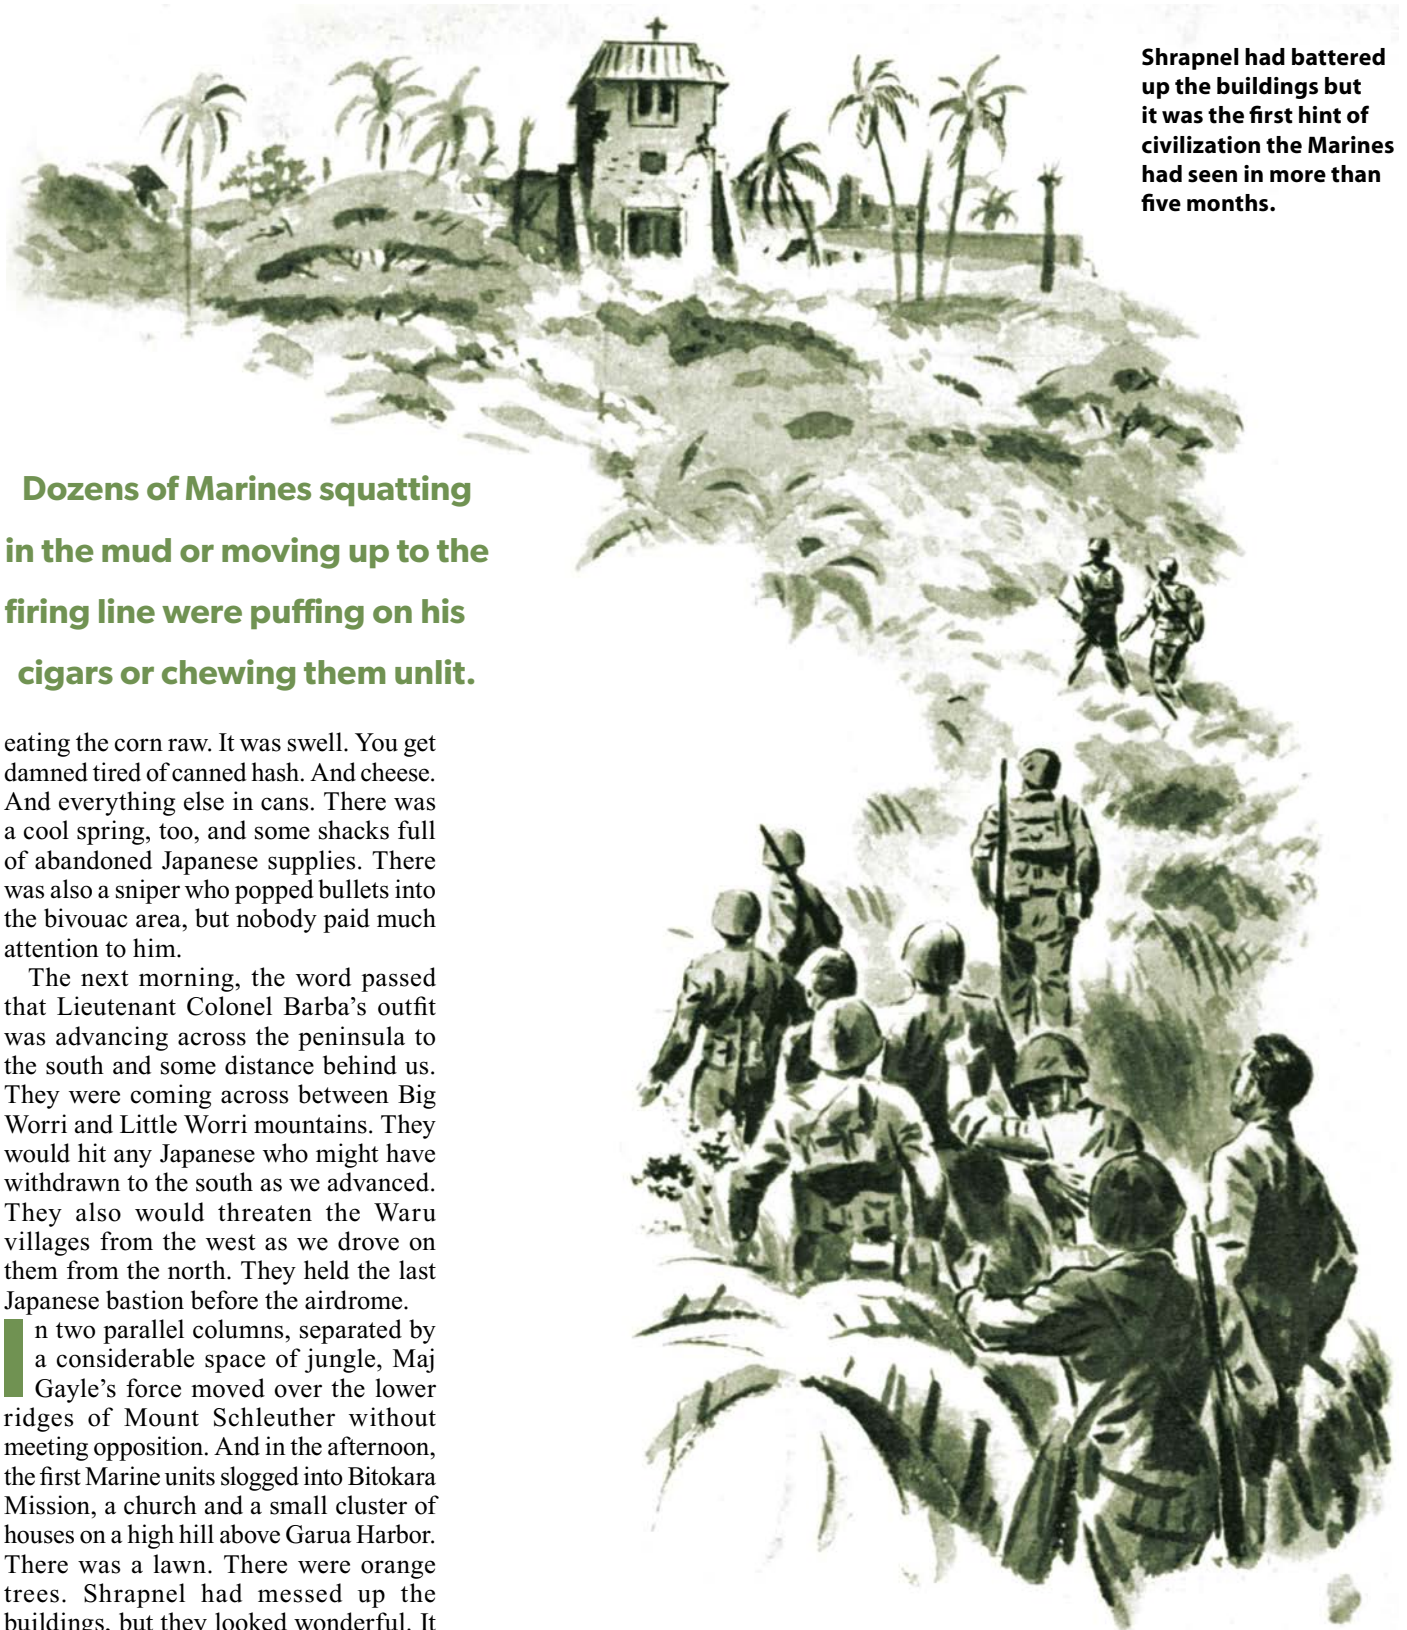 Shrapnel had battered
up the buildings but
it was the first hint of
civilization the Marines
had seen in more than
five months.
Dozens of Marines squatting
in the mud or moving up to the
firing line were puffing on his
cigars or chewing them unlit.
eating the corn raw. It was swell. You get
damned tired of canned hash. And cheese.
And everything else in cans. There was
a cool spring, too, and some shacks full
of abandoned Japanese supplies. There
was also a sniper who popped bullets into
the bivouac area, but nobody paid much
attention to him.
The next morning, the word passed
that Lieutenant Colonel Barba’s outfit
was advancing across the peninsula to
the south and some distance behind us.
They were coming across between Big
Worri and Little Worri mountains. They
would hit any Japanese who might have
withdrawn to the south as we advanced.
They also would threaten the Waru
villages from the west as we drove on
them from the north. They held the last
Japanese bastion before the airdrome.
In two parallel columns, separated by
a considerable space of jungle, Maj
Gayle’s force moved over the lower
ridges of Mount Schleuther without
meeting opposition. And in the afternoon,
the first Marine units slogged into Bitokara
Mission, a church and a small cluster of
houses on a high hill above Garua Harbor.
There was a lawn. There were orange
trees. Shrapnel had messed up the
buildings, but they looked wonderful. It